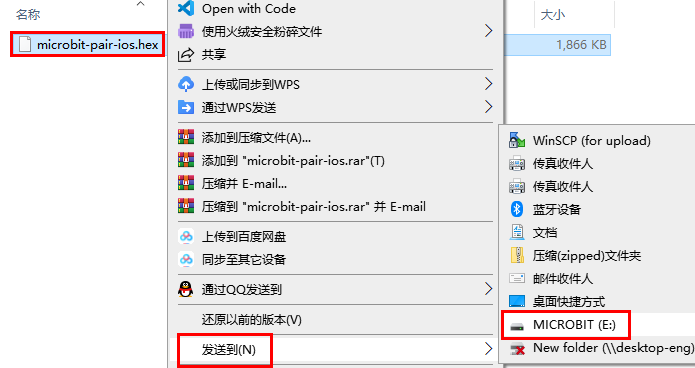 名称
大小
microbit-pair-ios.hex
1,866 KB
Open with Code
使用火绒安全粉碎文件
共享
上传或同步到WPS
通过WPS发送
添加到压缩文件(A)...
添加到 "microbit-pair-ios.rar"(T)
压缩并 E-mail...
压缩到 "microbit-pair-ios.rar" 并 E-mail
上传到百度网盘
同步至其它设备
通过QQ发送到
还原以前的版本(V)
发送到(N)
WinSCP (for upload)
传真收件人
传真收件人
蓝牙设备
文档
压缩(zipped)文件夹
邮件收件人
桌面快捷方式
MICROBIT (E:)
New folder (\\desktop-eng)